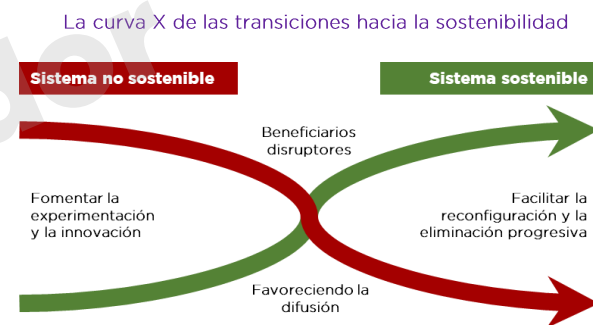 La curva X de las transiciones hacia la sostenibilidad
Sistema no sostenible
Sistema sostenible
Beneficiarios
disruptores
Fomentar la
experimentación
y la innovación
Facilitar la
reconfiguración y la
eliminación progresiva
Favoreciendo la
difusión